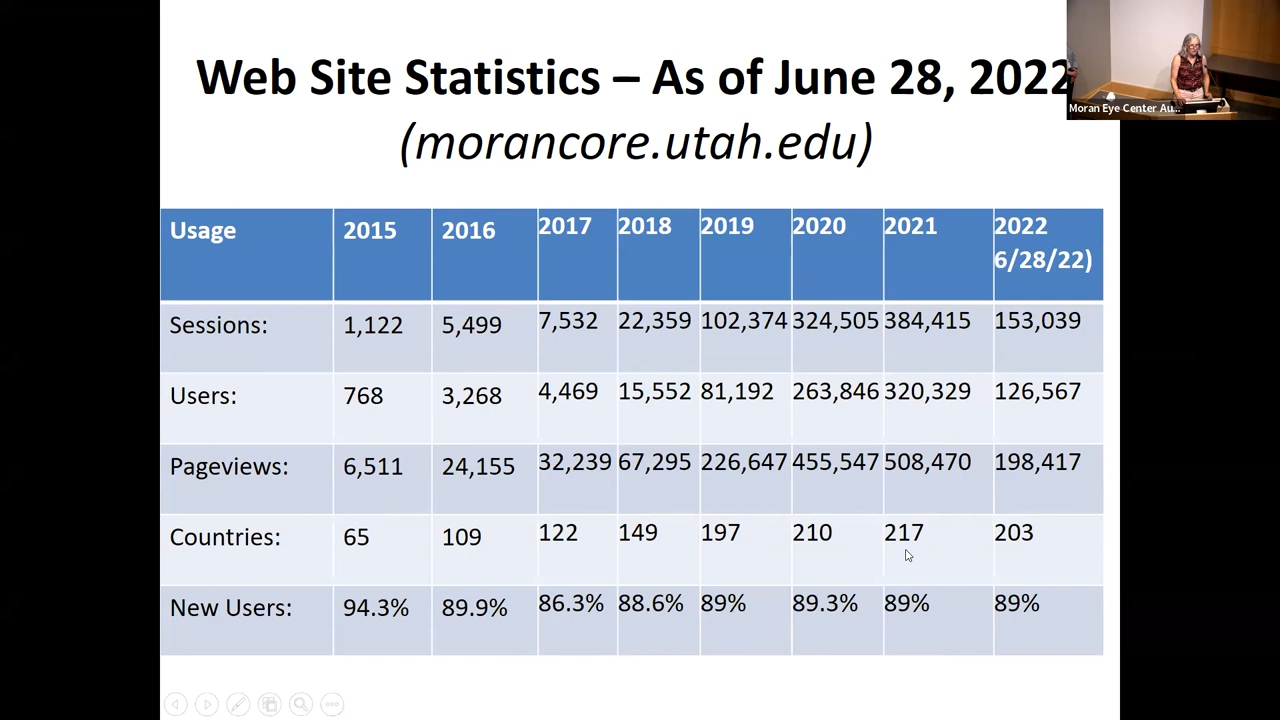 Web Site Statistics – As of June 28, 2022
(morancore.utah.edu)
Moran Eye Center Au...
Usage 2015 2016 2017 2018 2019 2020 2021 2022
6/28/22)
Sessions: 1,122 5,499 7,532 22,359 102,374 324,505 384,415 153,039
Users: 768 3,268 4,469 15,552 81,192 263,846 320,329 126,567
Pageviews: 6,511 24,155 32,239 67,295 226,647 455,547 508,470 198,417
Countries: 65 109 122 149 197 210 217 203
New Users: 94.3% 89.9% 86.3% 88.6% 89% 89.3% 89% 89%